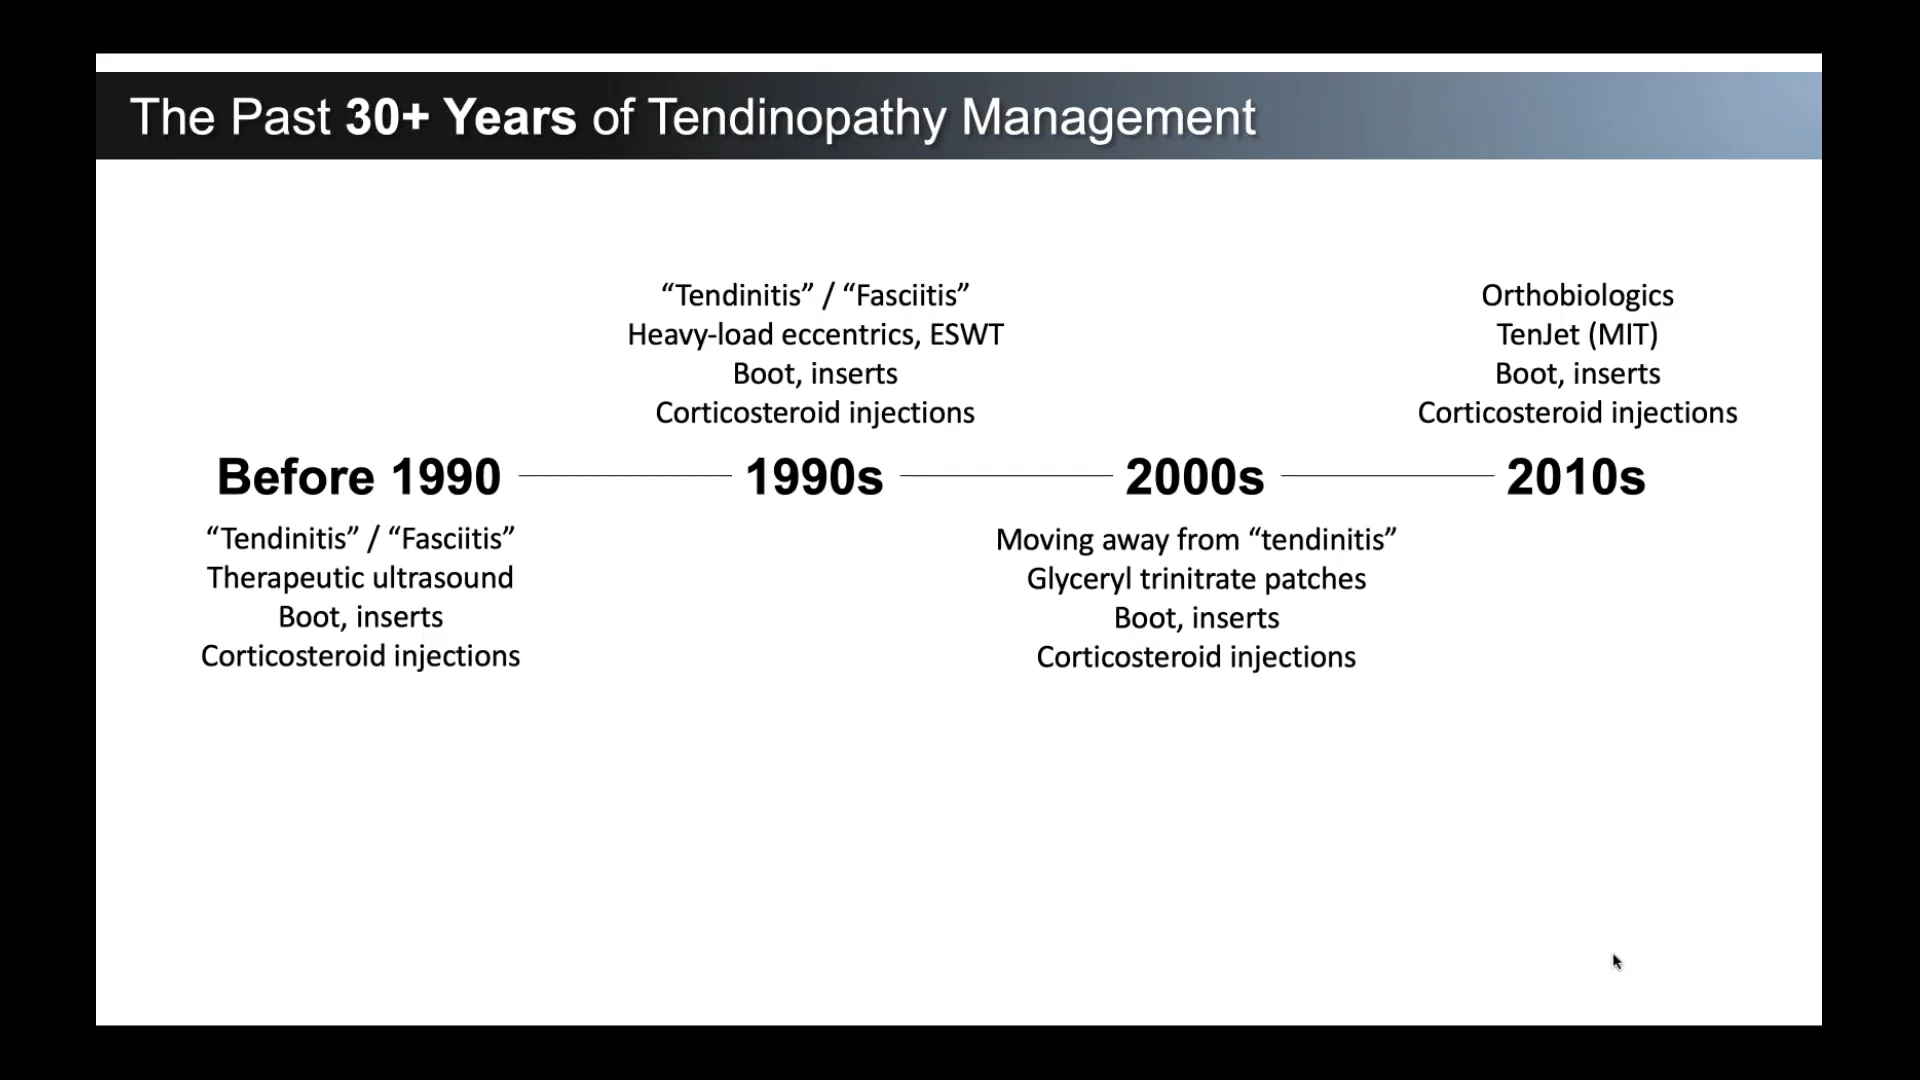 The Past 30+ Years of Tendinopathy Management
“Tendinitis” / “Fasciitis”
Heavy-load eccentrics, ESWT
Boot, inserts
Corticosteroid injections
Orthobiologics
TenJet (MIT)
Boot, inserts
Corticosteroid injections
Before 1990
1990s
2000s
2010s
“Tendinitis” / “Fasciitis”
Therapeutic ultrasound
Boot, inserts
Corticosteroid injections
Moving away from “tendinitis”
Glyceryl trinitrate patches
Boot, inserts
Corticosteroid injections